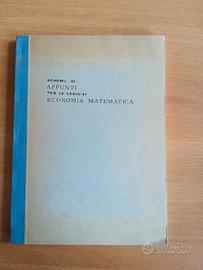 SCHEMI DI
APPUNTI
PER LE LEZIONI
ECONOMIA MATEMATICA
subito